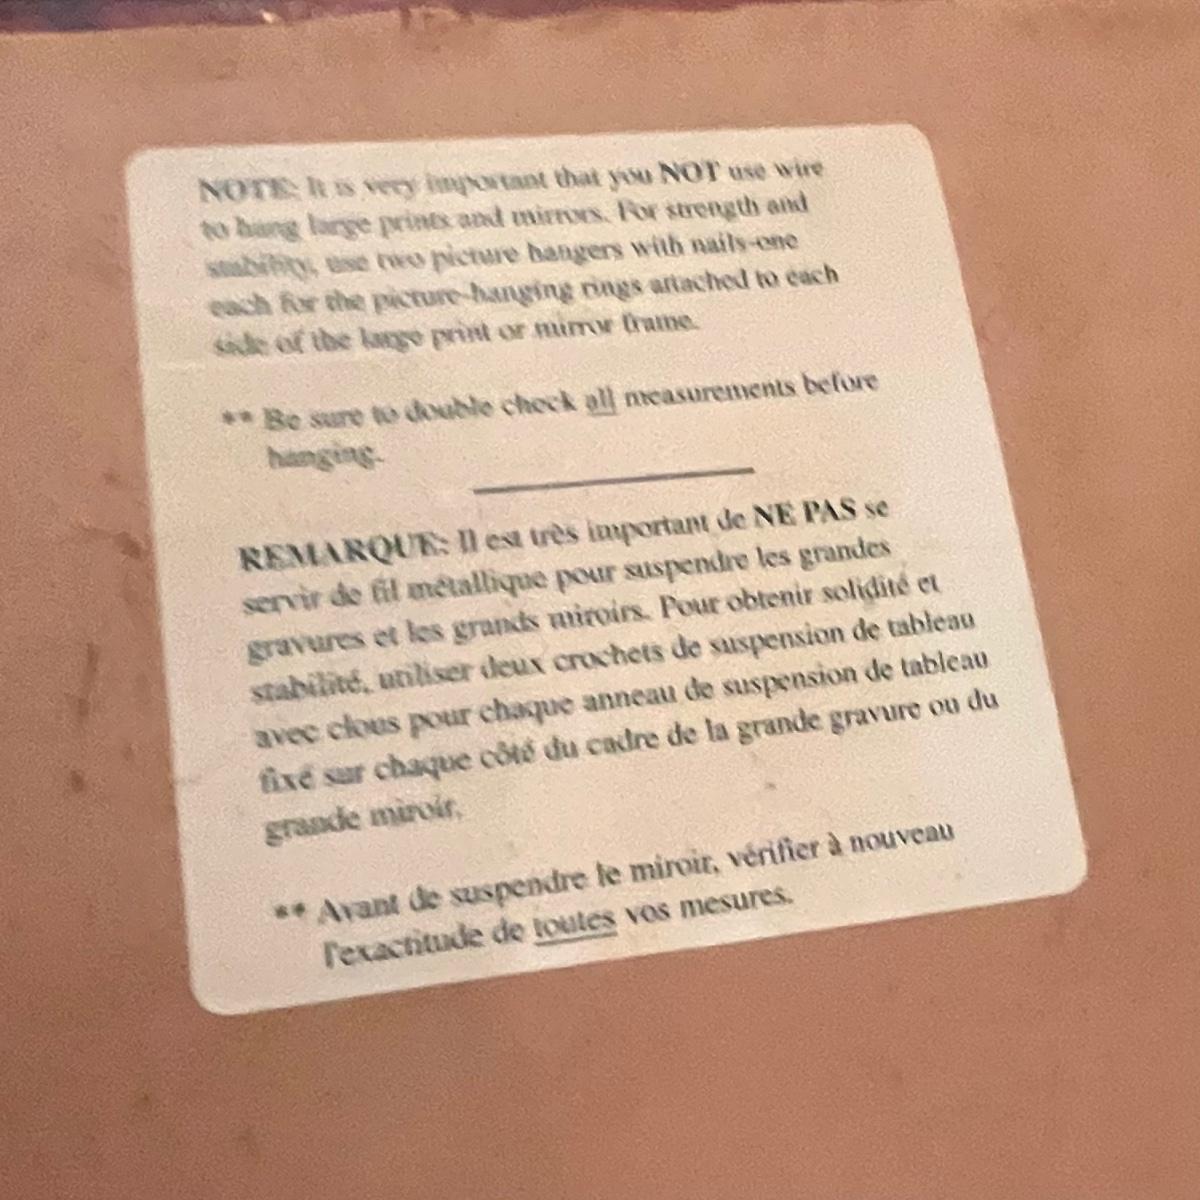 NOTE: It is very important that you NOT use wire
to hang large prints and mirrors. For strength and
stability, use two picture hangers with nails-one
each for the picture-hanging rings attached to each
side of the large print or mirror frame.
** Be sure to double check all measurements before
hanging.
REMARQUE: Il est très important de NE PAS se
servir de fil métallique pour suspendre les grandes
gravures et les grands miroirs. Pour obtenir solidité et
stabilité, utiliser deux crochets de suspension de tableau
avec clous pour chaque anneau de suspension de tableau
fixé sur chaque côté du cadre de la grande gravure ou du
grande miroir.
** Avant de suspendre le miroir, vérifier à nouveau
l'exactitude de toutes vos mesures.